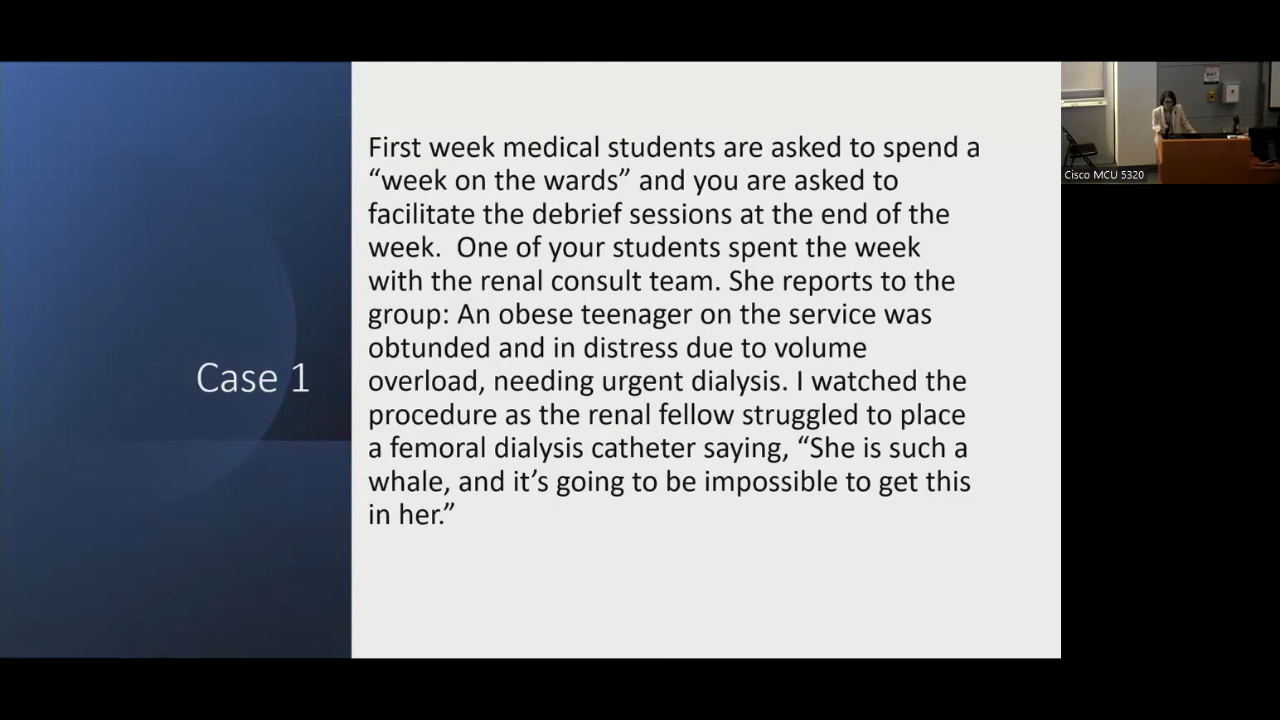 Case 1
First week medical students are asked to spend a
“week on the wards” and you are asked to
facilitate the debrief sessions at the end of the
week.  One of your students spent the week
with the renal consult team. She reports to the
group: An obese teenager on the service was
obtunded and in distress due to volume
overload, needing urgent dialysis. I watched the
procedure as the renal fellow struggled to place
a femoral dialysis catheter saying, “She is such a
whale, and it’s going to be impossible to get this
in her.”
Cisco MCU 5320